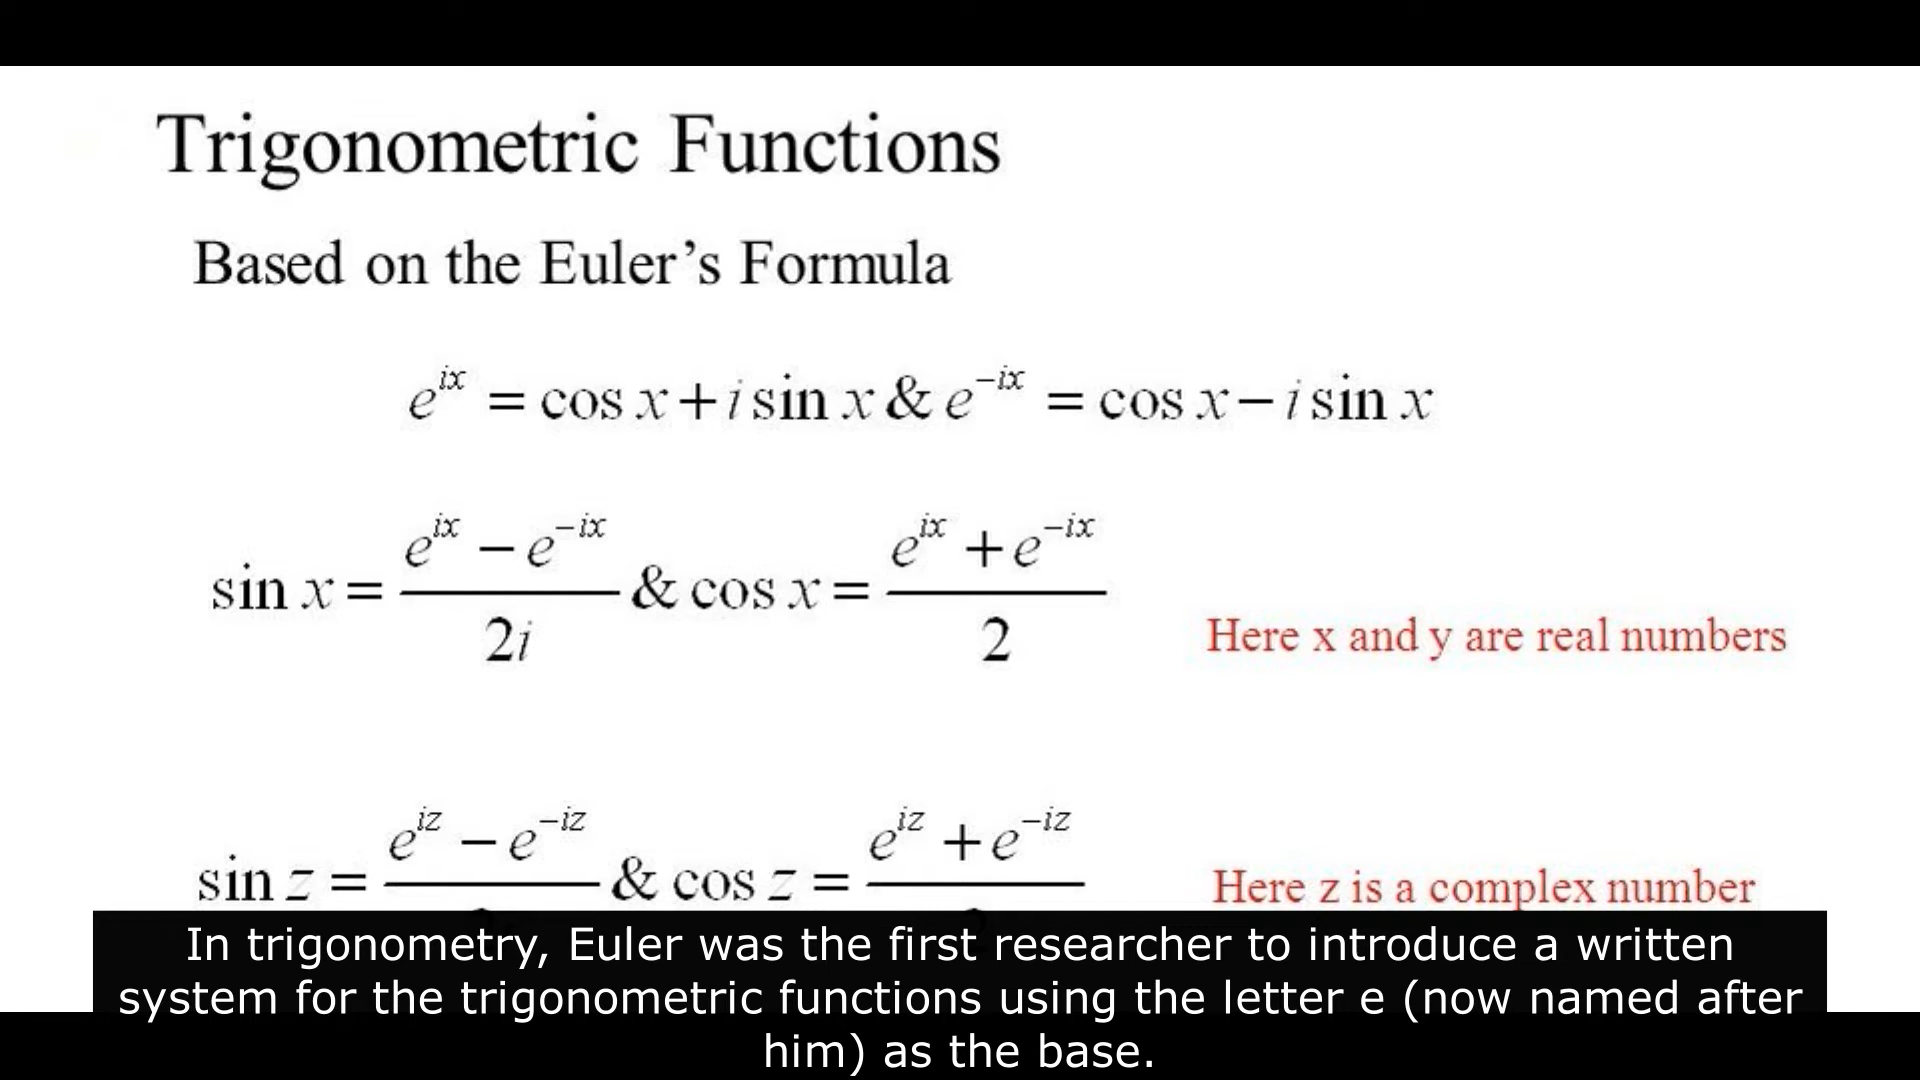 Trigonometric Functions
Based on the Euler's Formula
e^{ix} = cos x + i sin x & e^{-ix} = cos x − i sin x
sin x = \frac{e^{ix} − e^{-ix}}{2i} & cos x = \frac{e^{ix} + e^{-ix}}{2}
Here x and y are real numbers
sin z = e^{iz} − e^{-iz} & cos z = e^{iz} + e^{-iz}
Here z is a complex number
In trigonometry, Euler was the first researcher to introduce a written
system for the trigonometric functions using the letter e (now named after
him) as the base.